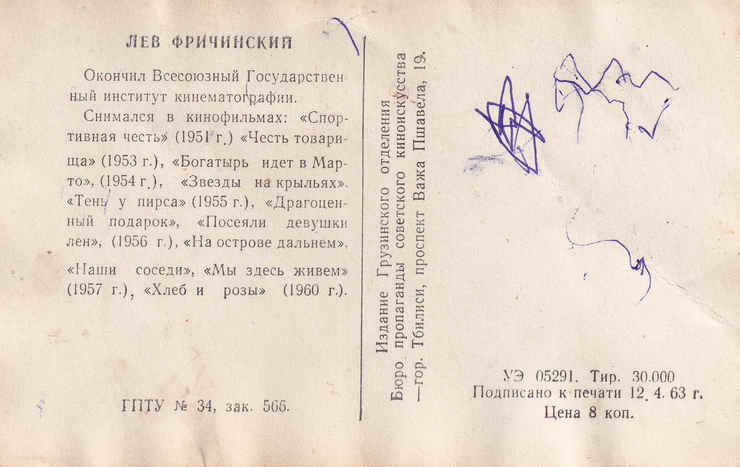 ЛЕВ ФРИЧИНСКИЙ
Окончил Всесоюзный Государствен-
ный институт кинематографии.
Снимался в кинофильмах: «Спор-
тивная честь» (1951 г.) «Честь товари-
ща» (1953 г.), «Богатырь идет в Мар-
то», (1954 г.), «Звезды на крыльях».
«Тень у пирса» (1955 г.), «Драгоцен-
ный подарок», «Посеяли девушки
лен», (1956 г.), «На острове дальнем».
«Наши соседи», «Мы здесь живем»
(1957 г.), «Хлеб и розы» (1960 г.).
ГПТУ № 34, зак. 566.
Издание Грузинского отделения
Бюро пропаганды советского киноискусства
—гор. Тбилиси, проспект Важа Пшавела, 19.
УЭ 05291. Тир. 30.000
Подписано к печати 12.4.63 г.
Цена 8 коп.